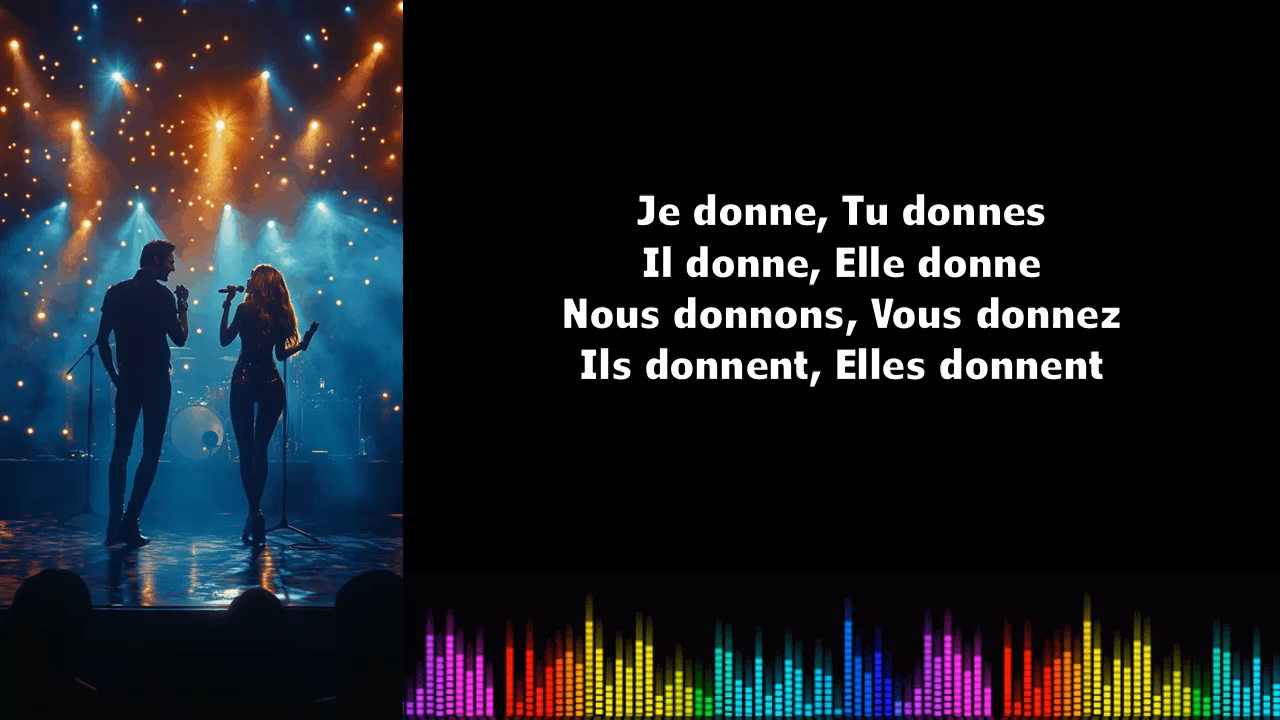 Je donne, Tu donnes
Il donne, Elle donne
Nous donnons, Vous donnez
Ils donnent, Elles donnent